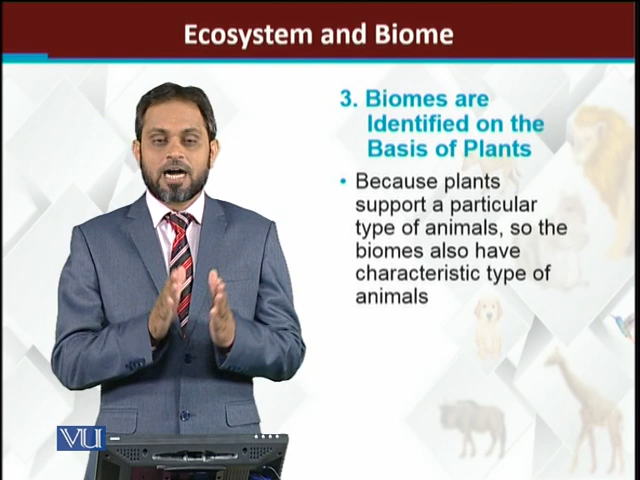 Ecosystem and Biome
3. Biomes are
Identified on the
Basis of Plants
• Because plants
support a particular
type of animals, so the
biomes also have
characteristic type of
animals
VU